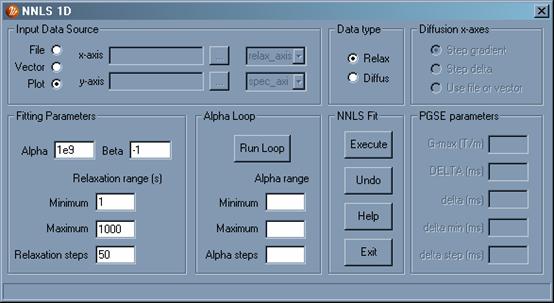 NNLS 1D
Input Data Source
Data type
Diffusion x-axes
File
x-axis
...
relax_axis
Relax
Step gradient
Vector
Step delta
Plot
y-axis
...
spec_axi
Diffus
Use file or vector
Fitting Parameters
Alpha Loop
NNLS Fit
PGSE parameters
Alpha 1e9 Beta -1
Run Loop
Execute
G-max (T/m)
Relaxation range (s)
Alpha range
Undo
DELTA (ms)
Minimum 1
Minimum
delta (ms)
Maximum 1000
Maximum
Help
delta min (ms)
Relaxation steps 50
Alpha steps
Exit
delta step (ms)